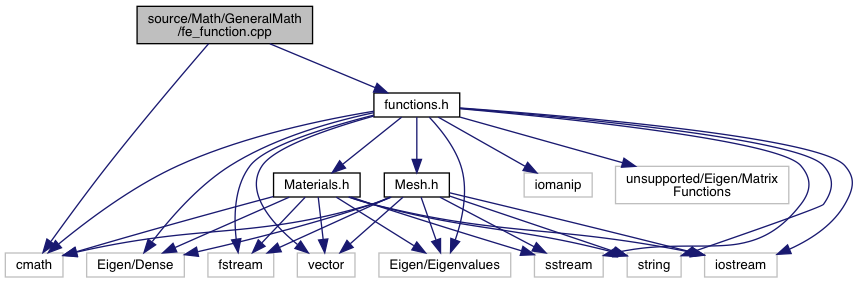 source/Math/GeneralMath
/fe_function.cpp
functions.h
Materials.h
Mesh.h
iomanip
unsupported/Eigen/Matrix
Functions
cmath
Eigen/Dense
fstream
vector
Eigen/Eigenvalues
sstream
string
iostream